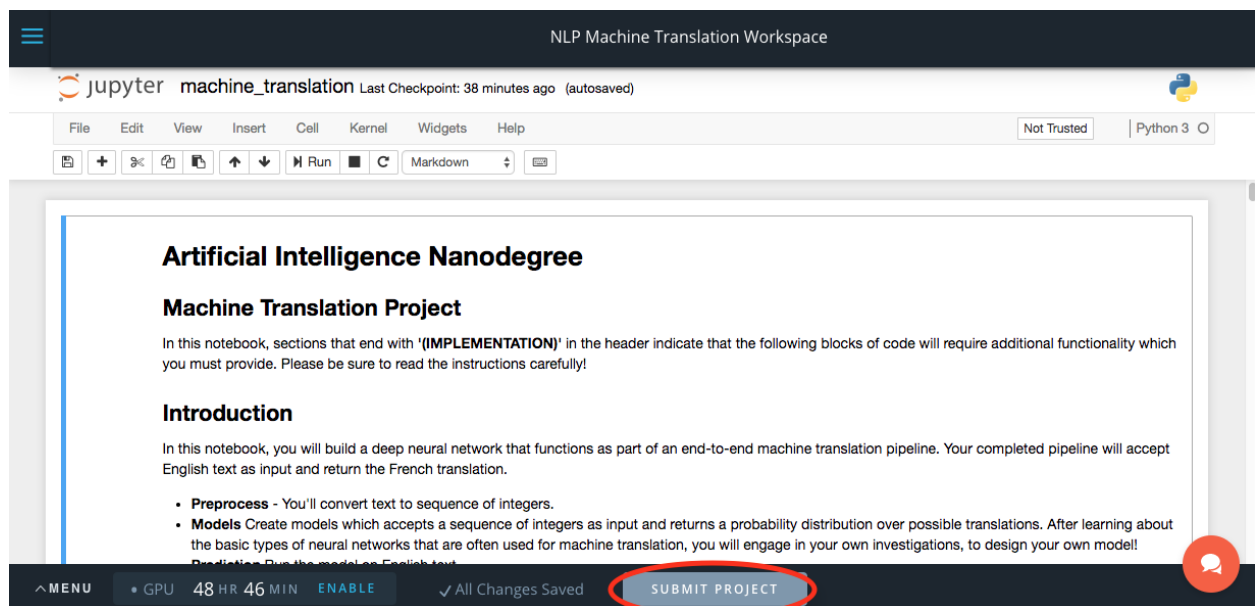 NLP Machine Translation Workspace
jupyter machine_translation Last Checkpoint: 38 minutes ago (autosaved)
File Edit View Insert Cell Kernel Widgets Help Not Trusted Python 3
Run Markdown
Artificial Intelligence Nanodegree
Machine Translation Project
In this notebook, sections that end with '(IMPLEMENTATION)' in the header indicate that the following blocks of code will require additional functionality which
you must provide. Please be sure to read the instructions carefully!
Introduction
In this notebook, you will build a deep neural network that functions as part of an end-to-end machine translation pipeline. Your completed pipeline will accept
English text as input and return the French translation.
• Preprocess - You'll convert text to sequence of integers.
• Models Create models which accepts a sequence of integers as input and returns a probability distribution over possible translations. After learning about
the basic types of neural networks that are often used for machine translation, you will engage in your own investigations, to design your own model!
• Prediction Run the model on English text.
MENU • GPU 48 HR 46 MIN ENABLE ✓ All Changes Saved SUBMIT PROJECT